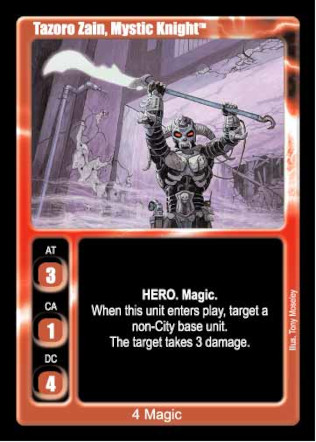 Tazoro Zain, Mystic Knight™
AT
3
CA
1
DC
4
HERO. Magic.
When this unit enters play, target a
non-City base unit.
The target takes 3 damage.
Illus. Tony Moseley
4 Magic